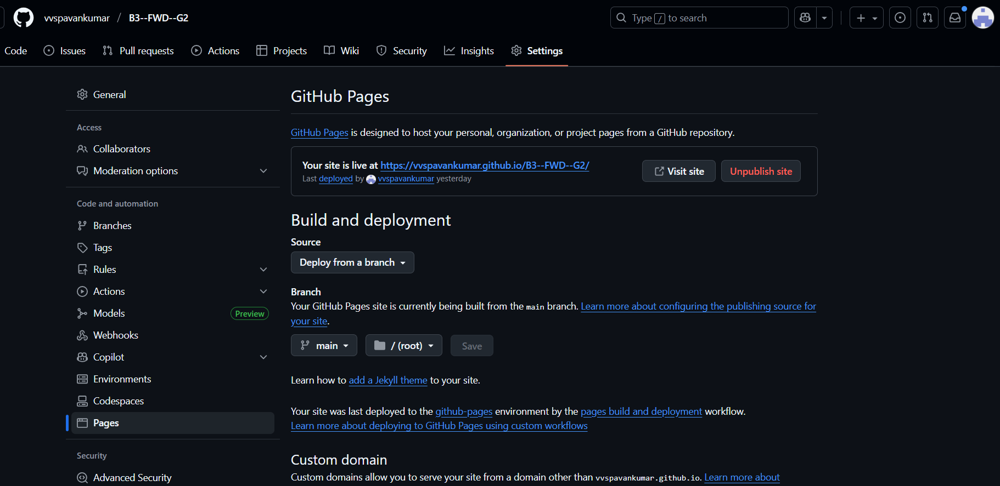 vvspavankumar / B3--FWD--G2
Type / to search
Code
Issues
Pull requests
Actions
Projects
Wiki
Security
Insights
Settings
General
Access
Collaborators
Moderation options
Code and automation
Branches
Tags
Rules
Actions
Models
Preview
Webhooks
Copilot
Environments
Codespaces
Pages
Security
Advanced Security
GitHub Pages
GitHub Pages is designed to host your personal, organization, or project pages from a GitHub repository.
Your site is live at https://vvspavankumar.github.io/B3--FWD--G2/
Last deployed by vvspavankumar yesterday
Visit site
Unpublish site
Build and deployment
Source
Deploy from a branch
Branch
Your GitHub Pages site is currently being built from the main branch. Learn more about configuring the publishing source for
your site.
main
/ (root)
Save
Learn how to add a Jekyll theme to your site.
Your site was last deployed to the github-pages environment by the pages build and deployment workflow.
Learn more about deploying to GitHub Pages using custom workflows
Custom domain
Custom domains allow you to serve your site from a domain other than vvspavankumar.github.io. Learn more about